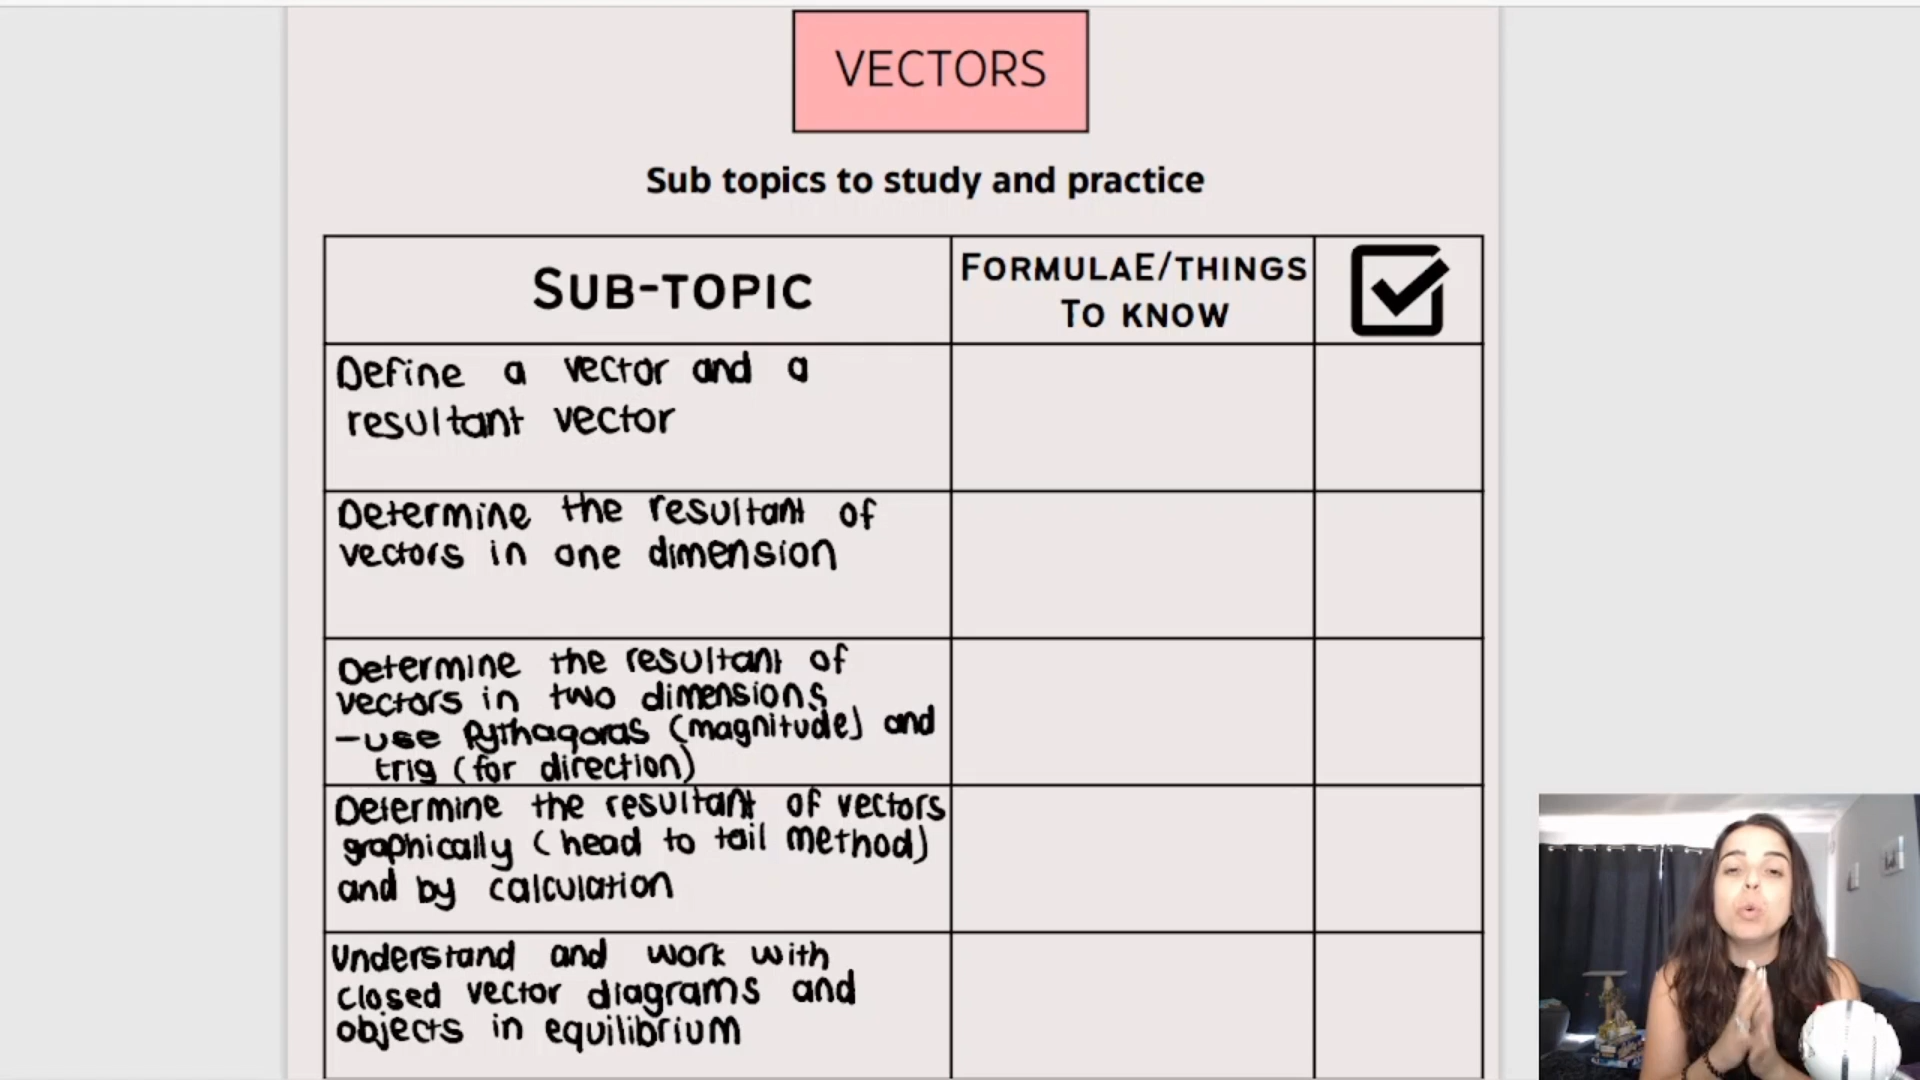 VECTORS
Sub topics to study and practice
SUB-TOPIC
FORMULAE/THINGS
TO KNOW
Define a vector and a
resultant vector
Determine the resultant of
vectors in one dimension
Determine the resultant of
vectors in two dimensions
-use Pythagoras (magnitude) and
trig (for direction)
Determine the resultant of vectors
graphically (head to tail method)
and by calculation
Understand and work with
closed vector diagrams and
objects in equilibrium